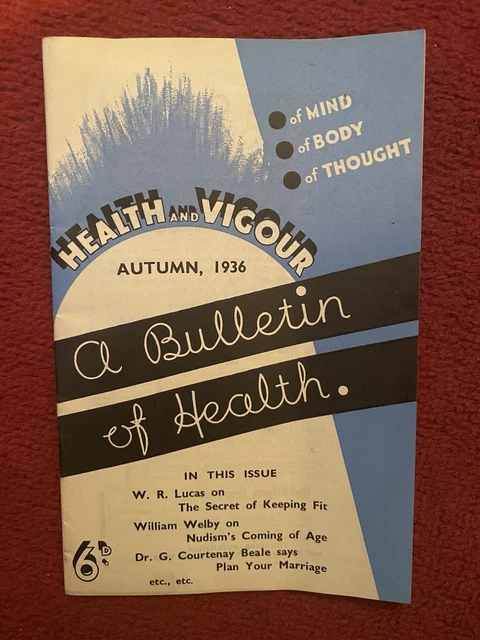 of MIND
of BODY
of THOUGHT
HEALTH AND VIGOUR
AUTUMN, 1936
a Bulletin
of Health.
IN THIS ISSUE
W. R. Lucas on
The Secret of Keeping Fit
William Welby on
Nudism's Coming of Age
Dr. G. Courtenay Beale says
Plan Your Marriage
etc., etc.
6D.